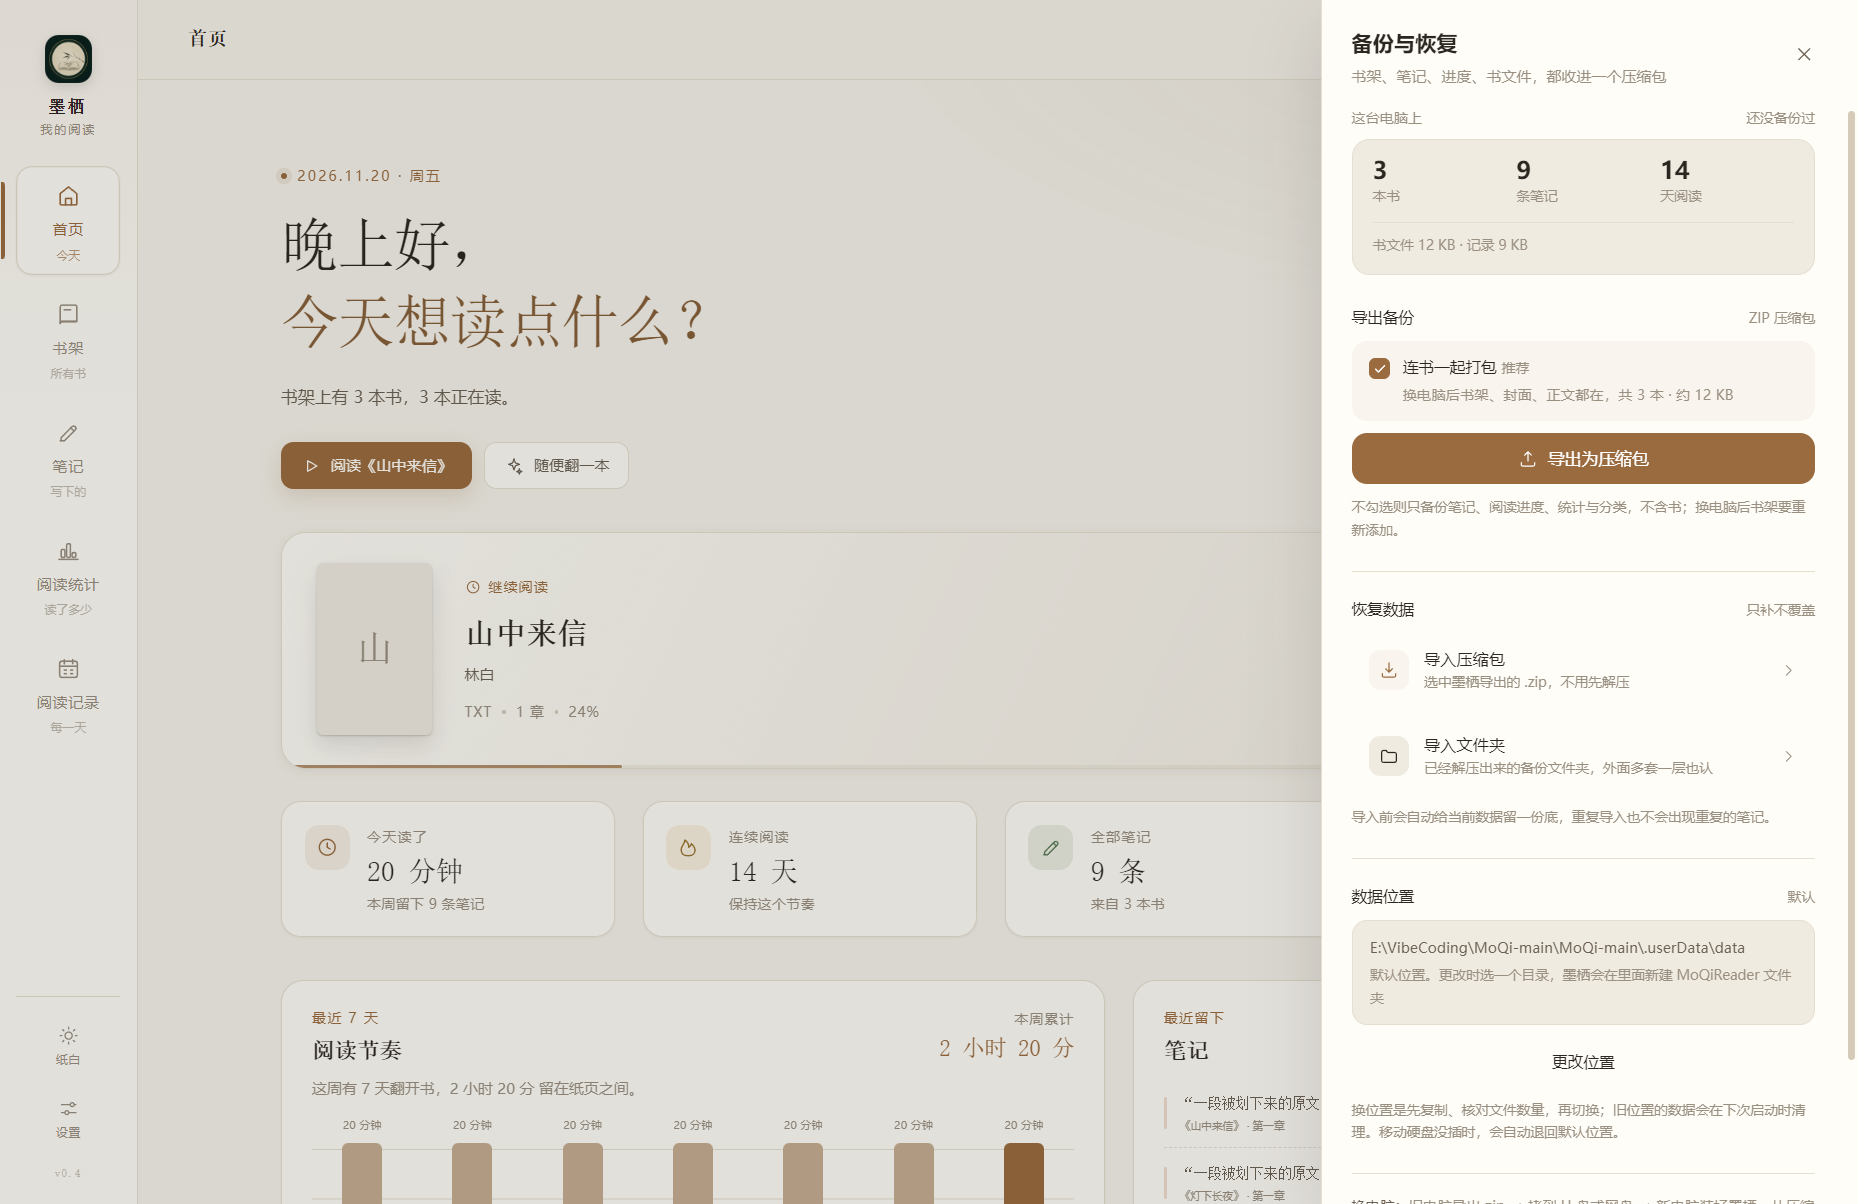 墨栖
我的阅读
首页
今天
书架
所有书
笔记
写下的
阅读统计
读了多少
阅读记录
每一天
纸白
设置
v0.4
首页
2026.11.20 · 周五
晚上好，
今天想读点什么？
书架上有 3 本书，3 本正在读。
阅读《山中来信》
随便翻一本
山
继续阅读
山中来信
林白
TXT • 1 章 • 24%
今天读了
20 分钟
本周留下 9 条笔记
连续阅读
14 天
保持这个节奏
全部笔记
9 条
来自 3 本书
最近 7 天
阅读节奏
本周累计
2 小时 20 分
这周有 7 天翻开书，2 小时 20 分 留在纸页之间。
20 分钟
20 分钟
20 分钟
20 分钟
20 分钟
20 分钟
20 分钟
最近留下
笔记
“一段被划下来的原文
《山中来信》 · 第一章
“一段被划下来的原文
《灯下长夜》 · 第一章
备份与恢复
书架、笔记、进度、书文件，都收进一个压缩包
这台电脑上
还没备份过
3
本书
9
条笔记
14
天阅读
书文件 12 KB · 记录 9 KB
导出备份
ZIP 压缩包
连书一起打包 推荐
换电脑后书架、封面、正文都在，共 3 本 · 约 12 KB
导出为压缩包
不勾选则只备份笔记、阅读进度、统计与分类，不含书；换电脑后书架要重
新添加。
恢复数据
只补不覆盖
导入压缩包
选中墨栖导出的 .zip，不用先解压
导入文件夹
已经解压出来的备份文件夹，外面多套一层也认
导入前会自动给当前数据留一份底，重复导入也不会出现重复的笔记。
数据位置
默认
E:\VibeCoding\MoQi-main\MoQi-main\.userData\data
默认位置。更改时选一个目录，墨栖会在里面新建 MoQiReader 文件
夹
更改位置
换位置是先复制、核对文件数量，再切换；旧位置的数据会在下次启动时清
理。移动硬盘没插时，会自动退回默认位置。